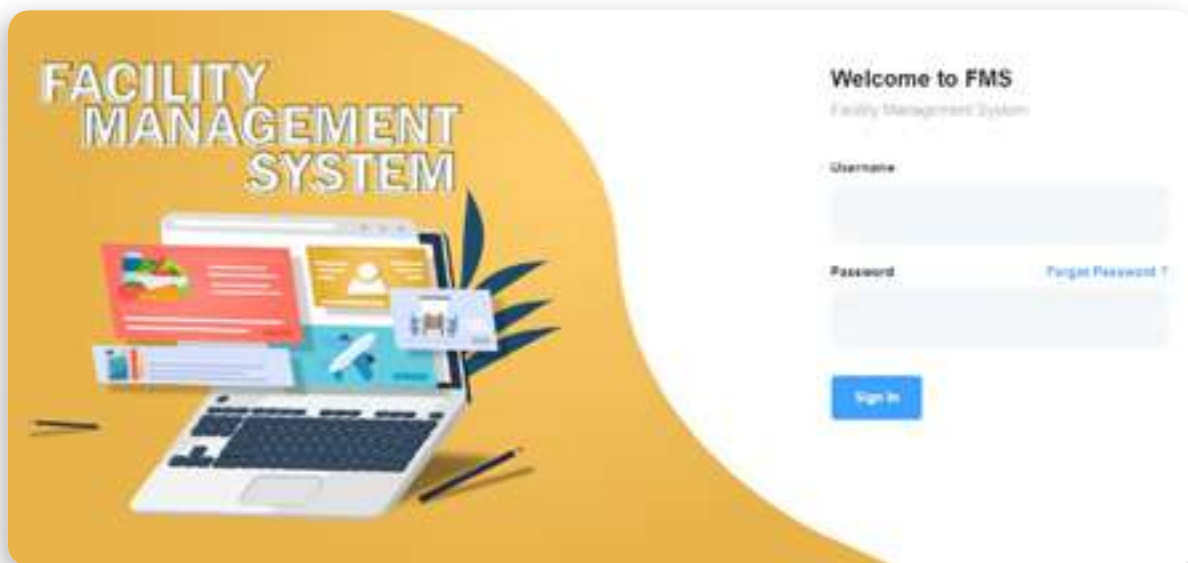 FACILITY
MANAGEMENT
SYSTEM
Welcome to FMS
Facility Management System
Username
Password
Forgot Password ?
Sign In